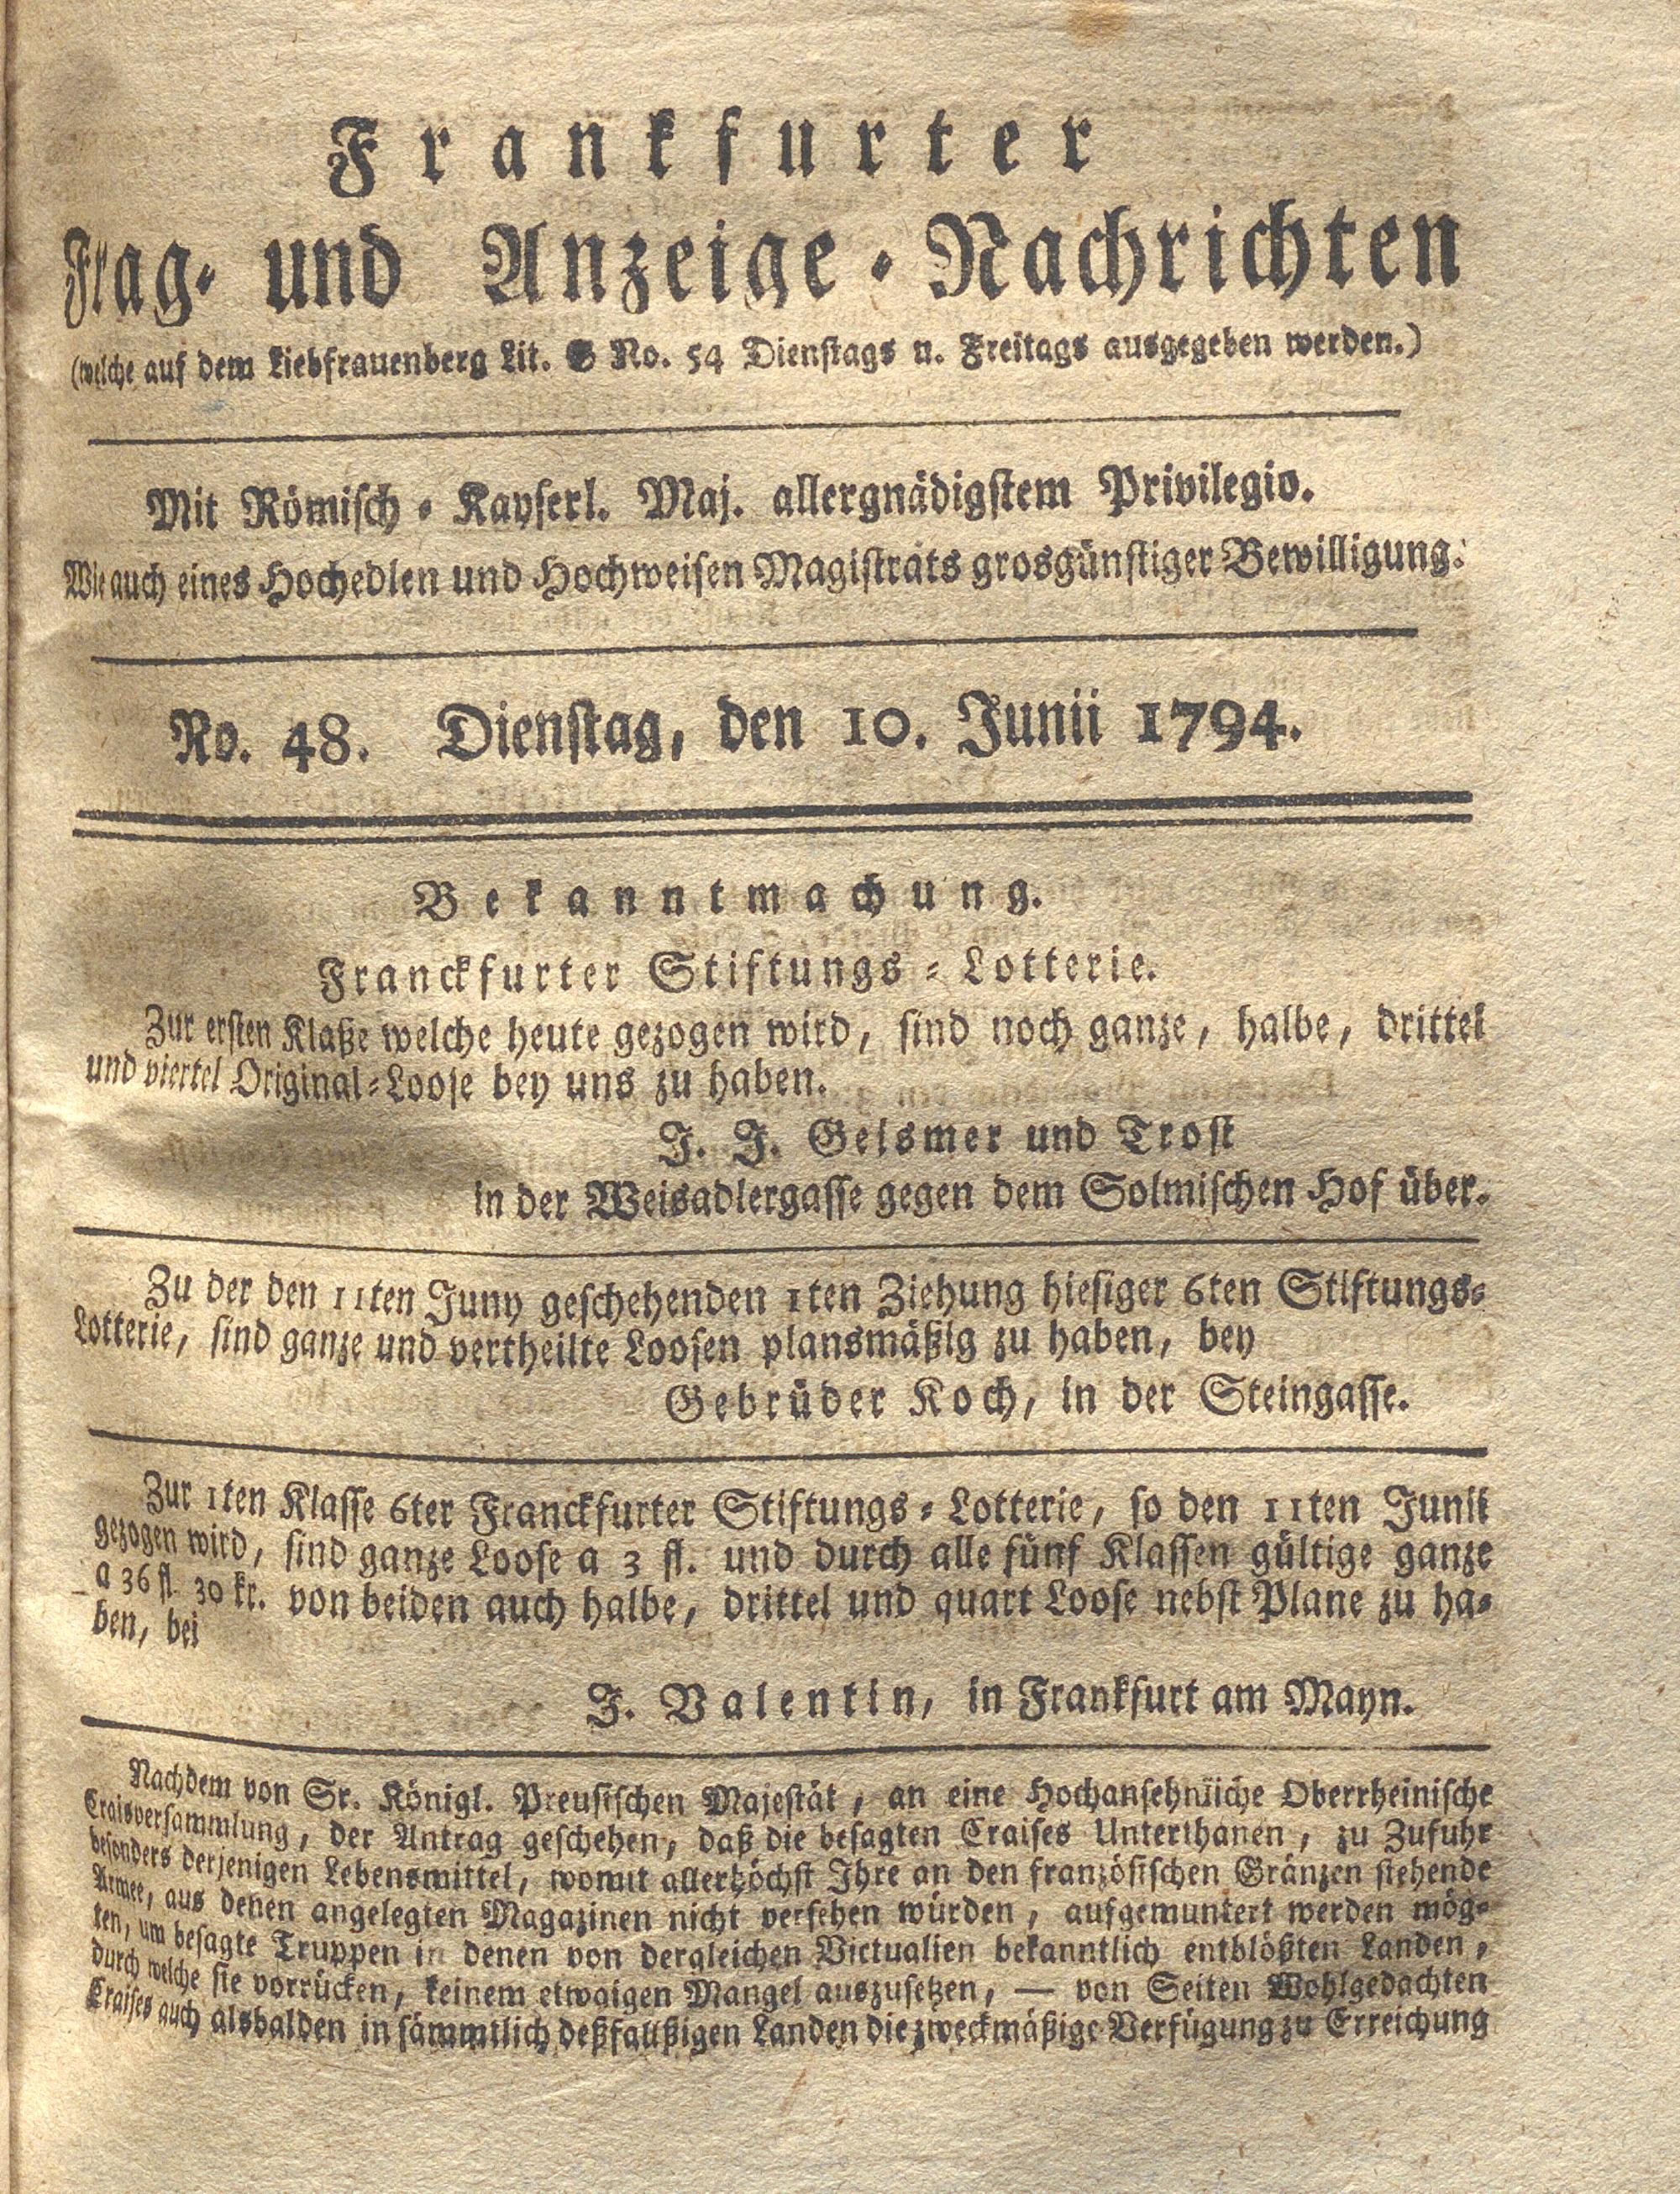 Frankfurter
Frag- und Anzeige-Nachrichten
(welche auf dem Liebfrauenberg Lit. G No. 54 Dienstags u. Freitags ausgegeben werden.)
Mit Römisch-Kayserl. Maj. allergnädigstem Privilegio.
Wie auch eines Hochedlen und Hochweisen Magistrats grosgünstiger Bewilligung.
No. 48. Dienstag, den 10. Junii 1794.
Bekanntmachung.
Franckfurter Stiftungs-Lotterie.
Zur ersten Klaße welche heute gezogen wird, sind noch ganze, halbe, drittel
und viertel Original-Loose bey uns zu haben.
J. J. Geismer und Trost
in der Weisadlergasse gegen dem Solmischen Hof über.
Zu der den 11ten Juny geschehenden 1ten Ziehung hiesiger 6ten Stiftungs-
Lotterie, sind ganze und vertheilte Loosen plansmäßig zu haben, bey
Gebrüder Koch, in der Steingasse.
Zur 1ten Klasse 6ter Franckfurter Stiftungs-Lotterie, so den 11ten Junii
gezogen wird, sind ganze Loose a 3 fl. und durch alle fünf Klassen gültige ganze
a 36 fl. 30 kr. von beiden auch halbe, drittel und quart Loose nebst Plane zu ha-
ben, bei
J. Valentin, in Frankfurt am Mayn.
Nachdem von Sr. Königl. Preusischen Majestät, an eine Hochansehnliche Oberrheinische
Craisversammlung, der Antrag geschehen, daß die besagten Craises Unterthanen, zu Zufuhr
besonders derjenigen Lebensmittel, womit allerhöchst Ihre an den französischen Gränzen stehende
Armee, aus denen angelegten Magazinen nicht versehen würden, aufgemuntert werden mög-
ten, um besagte Truppen in denen von dergleichen Victualien bekanntlich entblößten Landen,
durch welche sie vorrücken, keinem etwaigen Mangel auszusetzen, — von Seiten Wohlgedachten
Craises auch alsbalden in sämmtlich deßfallßigen Landen die zweckmäßige Verfügung zu Erreichung